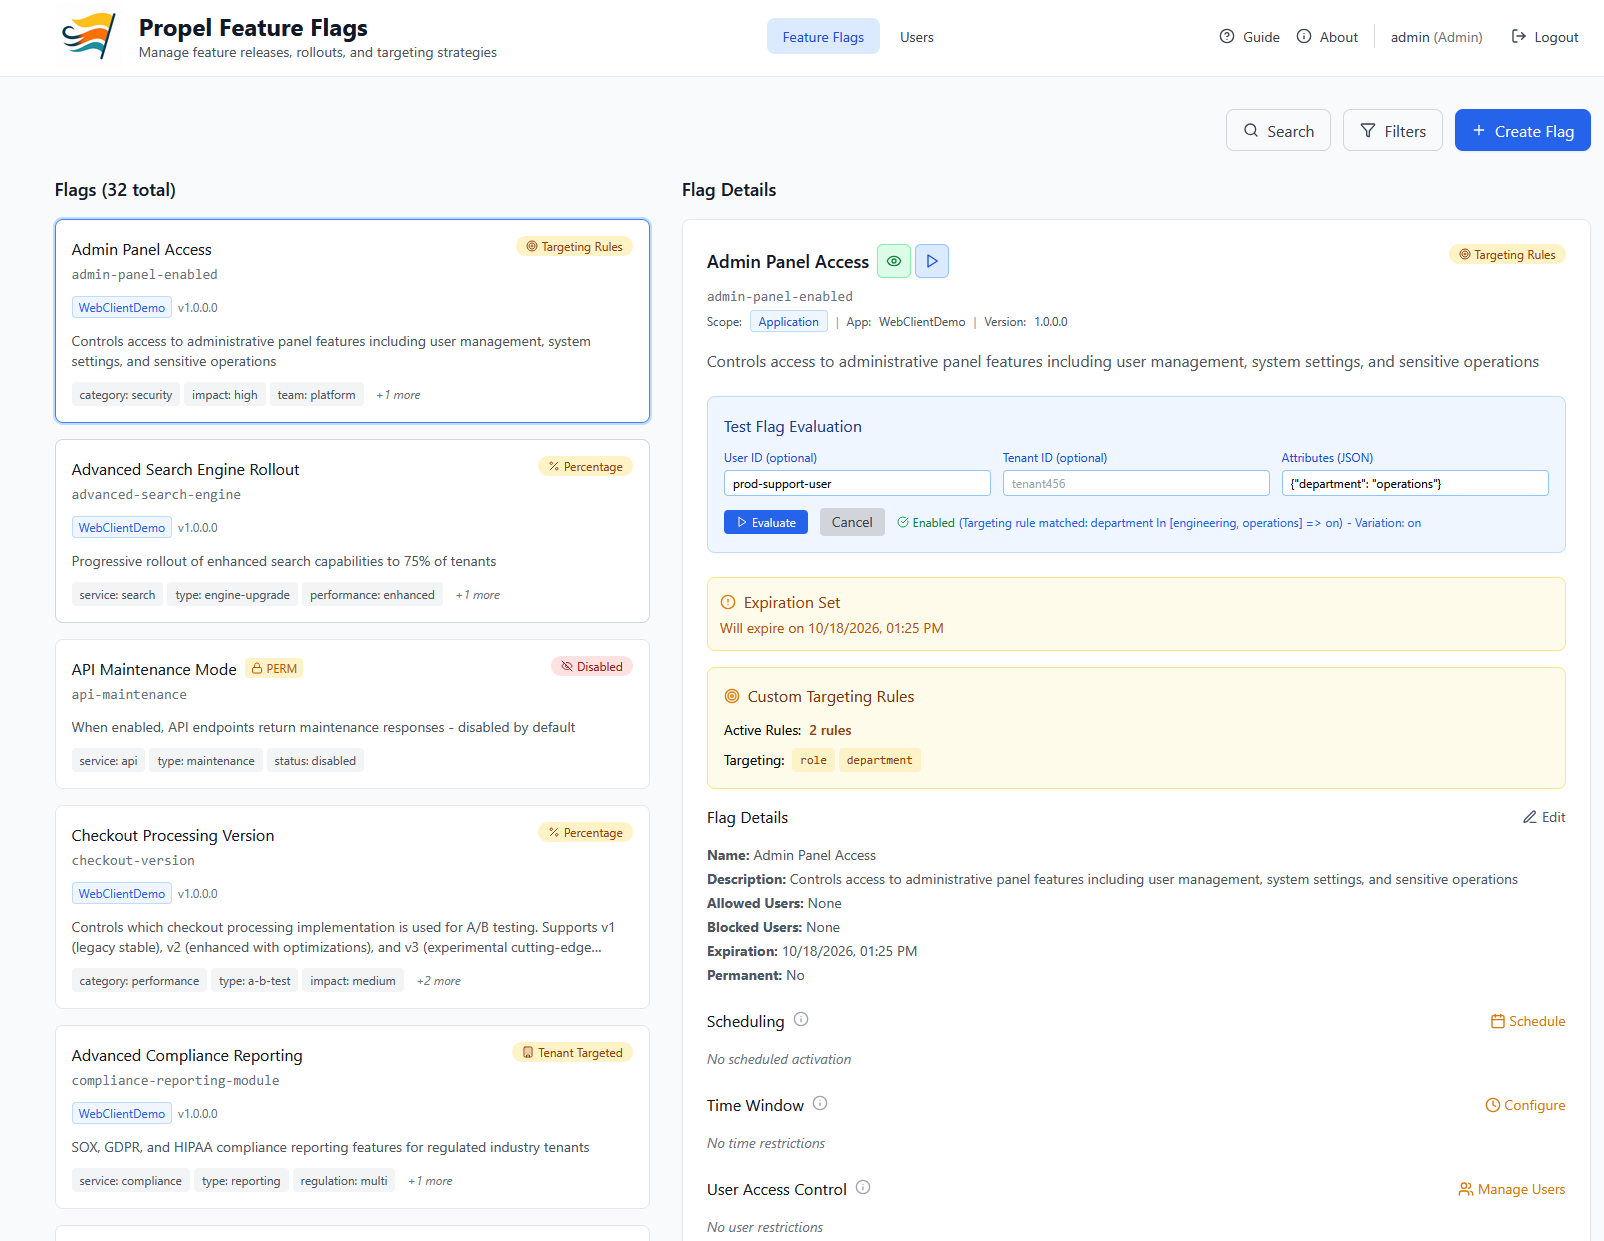 Propel Feature Flags
Manage feature releases, rollouts, and targeting strategies
Feature Flags
Users
Guide
About
admin (Admin)
Logout
Search
Filters
Create Flag
Flags (32 total)
Admin Panel Access
Targeting Rules
admin-panel-enabled
WebClientDemo v1.0.0.0
Controls access to administrative panel features including user management, system
settings, and sensitive operations
category: security impact: high team: platform +1 more
Advanced Search Engine Rollout
Percentage
advanced-search-engine
WebClientDemo v1.0.0.0
Progressive rollout of enhanced search capabilities to 75% of tenants
service: search type: engine-upgrade performance: enhanced +1 more
API Maintenance Mode PERM
Disabled
api-maintenance
When enabled, API endpoints return maintenance responses - disabled by default
service: api type: maintenance status: disabled
Checkout Processing Version
Percentage
checkout-version
WebClientDemo v1.0.0.0
Controls which checkout processing implementation is used for A/B testing. Supports v1
(legacy stable), v2 (enhanced with optimizations), and v3 (experimental cutting-edge...
category: performance type: a-b-test impact: medium +2 more
Advanced Compliance Reporting
Tenant Targeted
compliance-reporting-module
WebClientDemo v1.0.0.0
SOX, GDPR, and HIPAA compliance reporting features for regulated industry tenants
service: compliance type: reporting regulation: multi +1 more
Flag Details
Admin Panel Access
Targeting Rules
admin-panel-enabled
Scope: Application | App: WebClientDemo | Version: 1.0.0.0
Controls access to administrative panel features including user management, system settings, and sensitive operations
Test Flag Evaluation
User ID (optional) Tenant ID (optional) Attributes (JSON)
prod-support-user tenant456 {"department": "operations"}
Evaluate Cancel Enabled (Targeting rule matched: department In [engineering, operations] => on) - Variation: on
Expiration Set
Will expire on 10/18/2026, 01:25 PM
Custom Targeting Rules
Active Rules: 2 rules
Targeting: role department
Flag Details
Edit
Name: Admin Panel Access
Description: Controls access to administrative panel features including user management, system settings, and sensitive operations
Allowed Users: None
Blocked Users: None
Expiration: 10/18/2026, 01:25 PM
Permanent: No
Scheduling
Schedule
No scheduled activation
Time Window
Configure
No time restrictions
User Access Control
Manage Users
No user restrictions